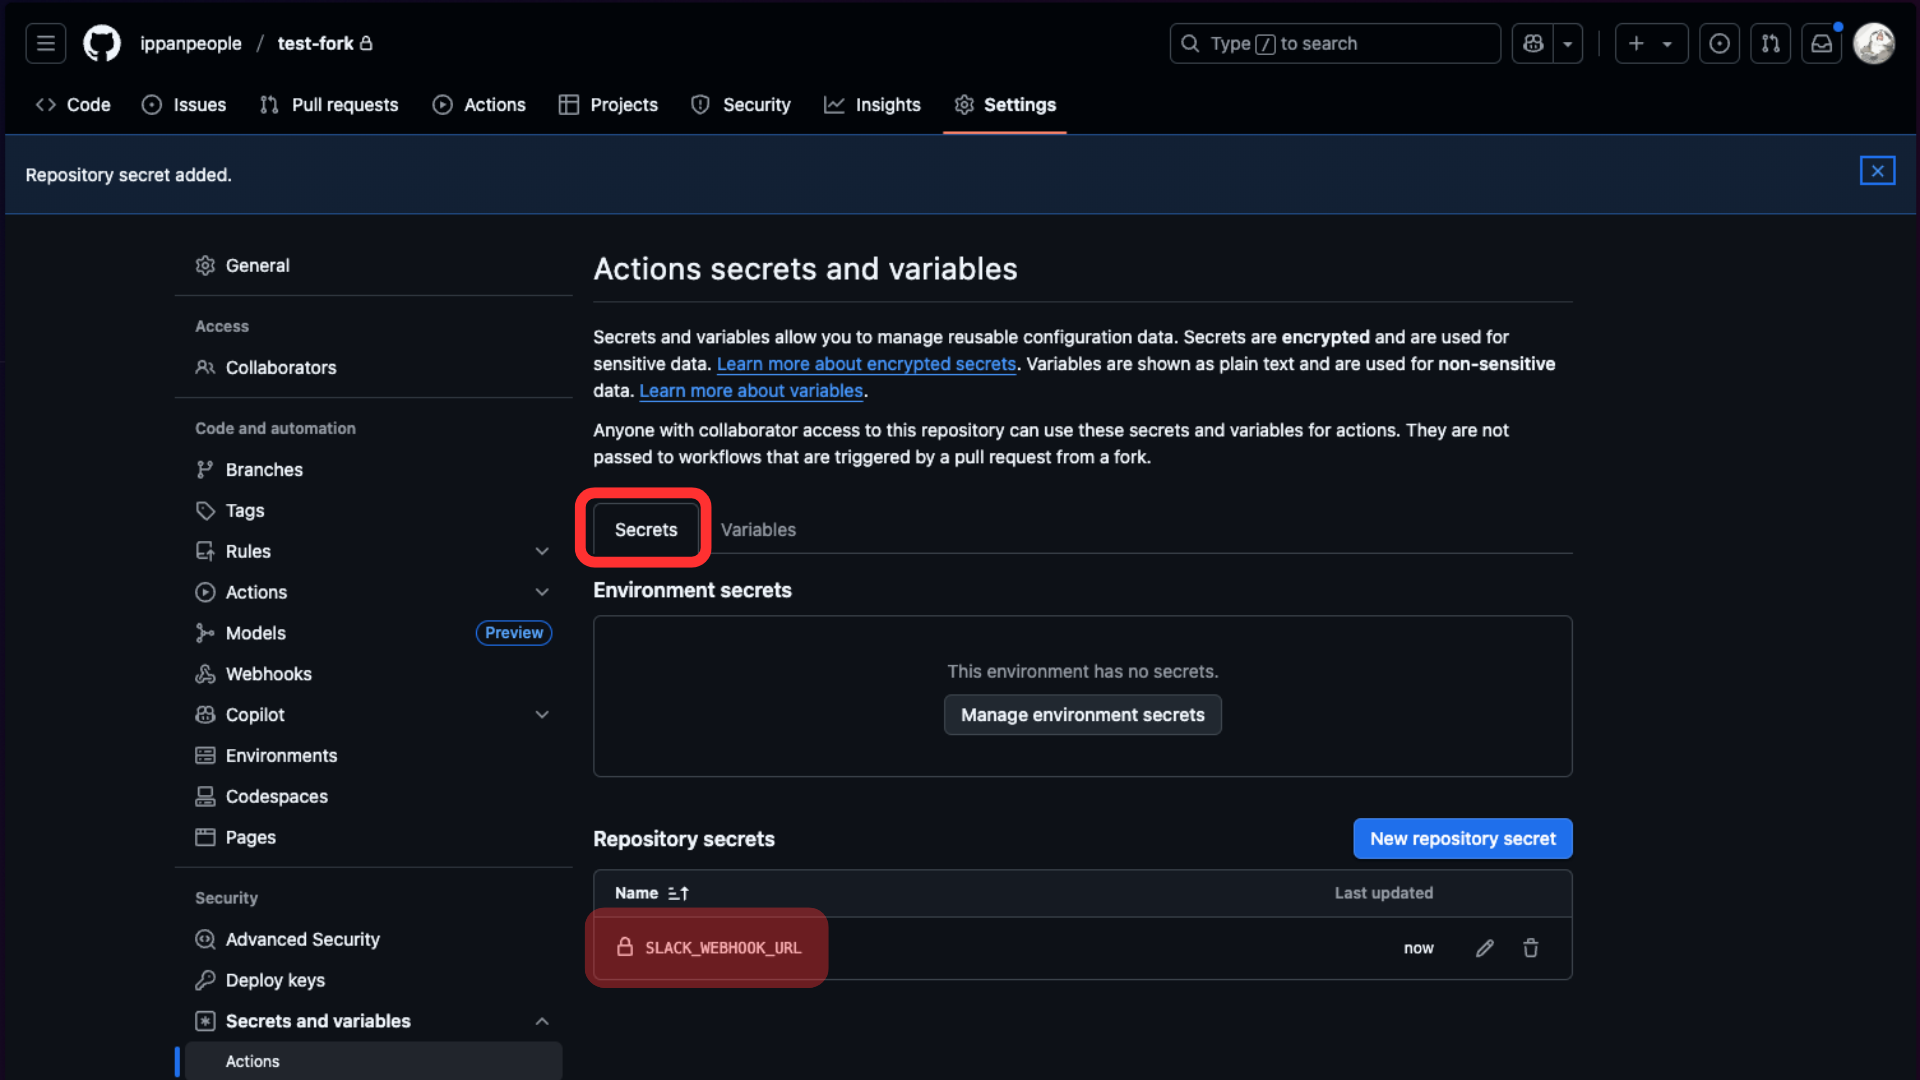 ippanpeople / test-fork
Type / to search
Code Issues Pull requests Actions Projects Security Insights Settings
Repository secret added.
General
Access
Collaborators
Code and automation
Branches
Tags
Rules
Actions
Models Preview
Webhooks
Copilot
Environments
Codespaces
Pages
Security
Advanced Security
Deploy keys
Secrets and variables
Actions
Actions secrets and variables
Secrets and variables allow you to manage reusable configuration data. Secrets are encrypted and are used for
sensitive data. Learn more about encrypted secrets. Variables are shown as plain text and are used for non-sensitive
data. Learn more about variables.
Anyone with collaborator access to this repository can use these secrets and variables for actions. They are not
passed to workflows that are triggered by a pull request from a fork.
Secrets Variables
Environment secrets
This environment has no secrets.
Manage environment secrets
Repository secrets New repository secret
Name Last updated
SLACK_WEBHOOK_URL now